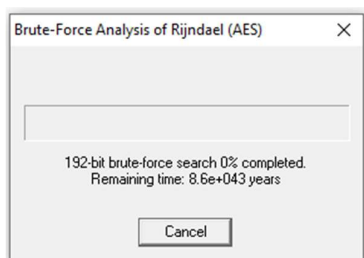 Brute-Force Analysis of Rijndael (AES)
192-bit brute-force search 0% completed.
Remaining time: 8.6e+043 years
Cancel